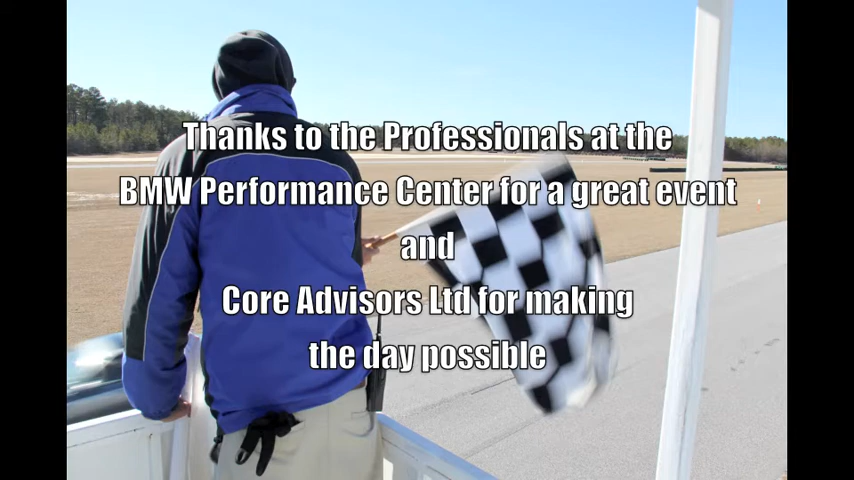 Thanks to the Professionals at the
BMW Performance Center for a great event
and
Core Advisors Ltd for making
the day possible